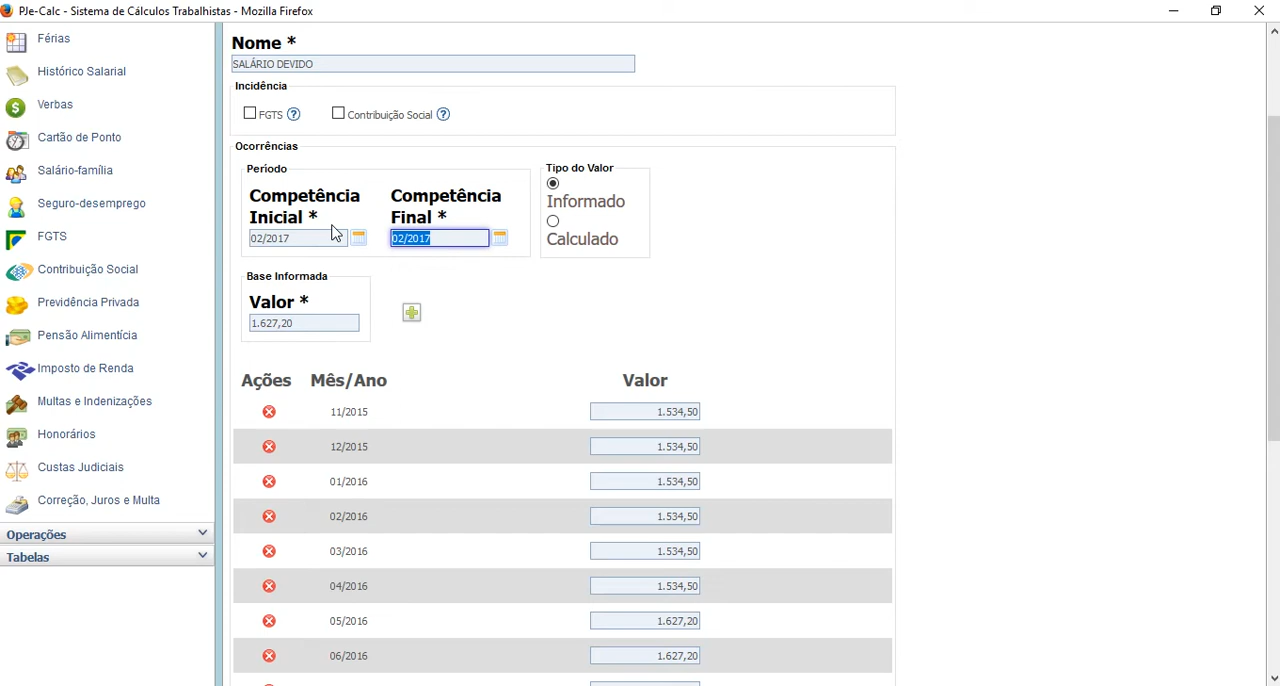 PJe-Calc - Sistema de Cálculos Trabalhistas - Mozilla Firefox
Férias
Histórico Salarial
Verbas
Cartão de Ponto
Salário-família
Seguro-desemprego
FGTS
Contribuição Social
Previdência Privada
Pensão Alimentícia
Imposto de Renda
Multas e Indenizações
Honorários
Custas Judiciais
Correção, Juros e Multa
Operações
Tabelas
Nome *
SALÁRIO DEVIDO
Incidência
FGTS ? Contribuição Social ?
Ocorrências
Período
Competência Inicial *
02/2017
Competência Final *
02/2017
Tipo do Valor
Informado
Calculado
Base Informada
Valor *
1.627,20
Ações Mês/Ano Valor
11/2015 1.534,50
12/2015 1.534,50
01/2016 1.534,50
02/2016 1.534,50
03/2016 1.534,50
04/2016 1.534,50
05/2016 1.627,20
06/2016 1.627,20